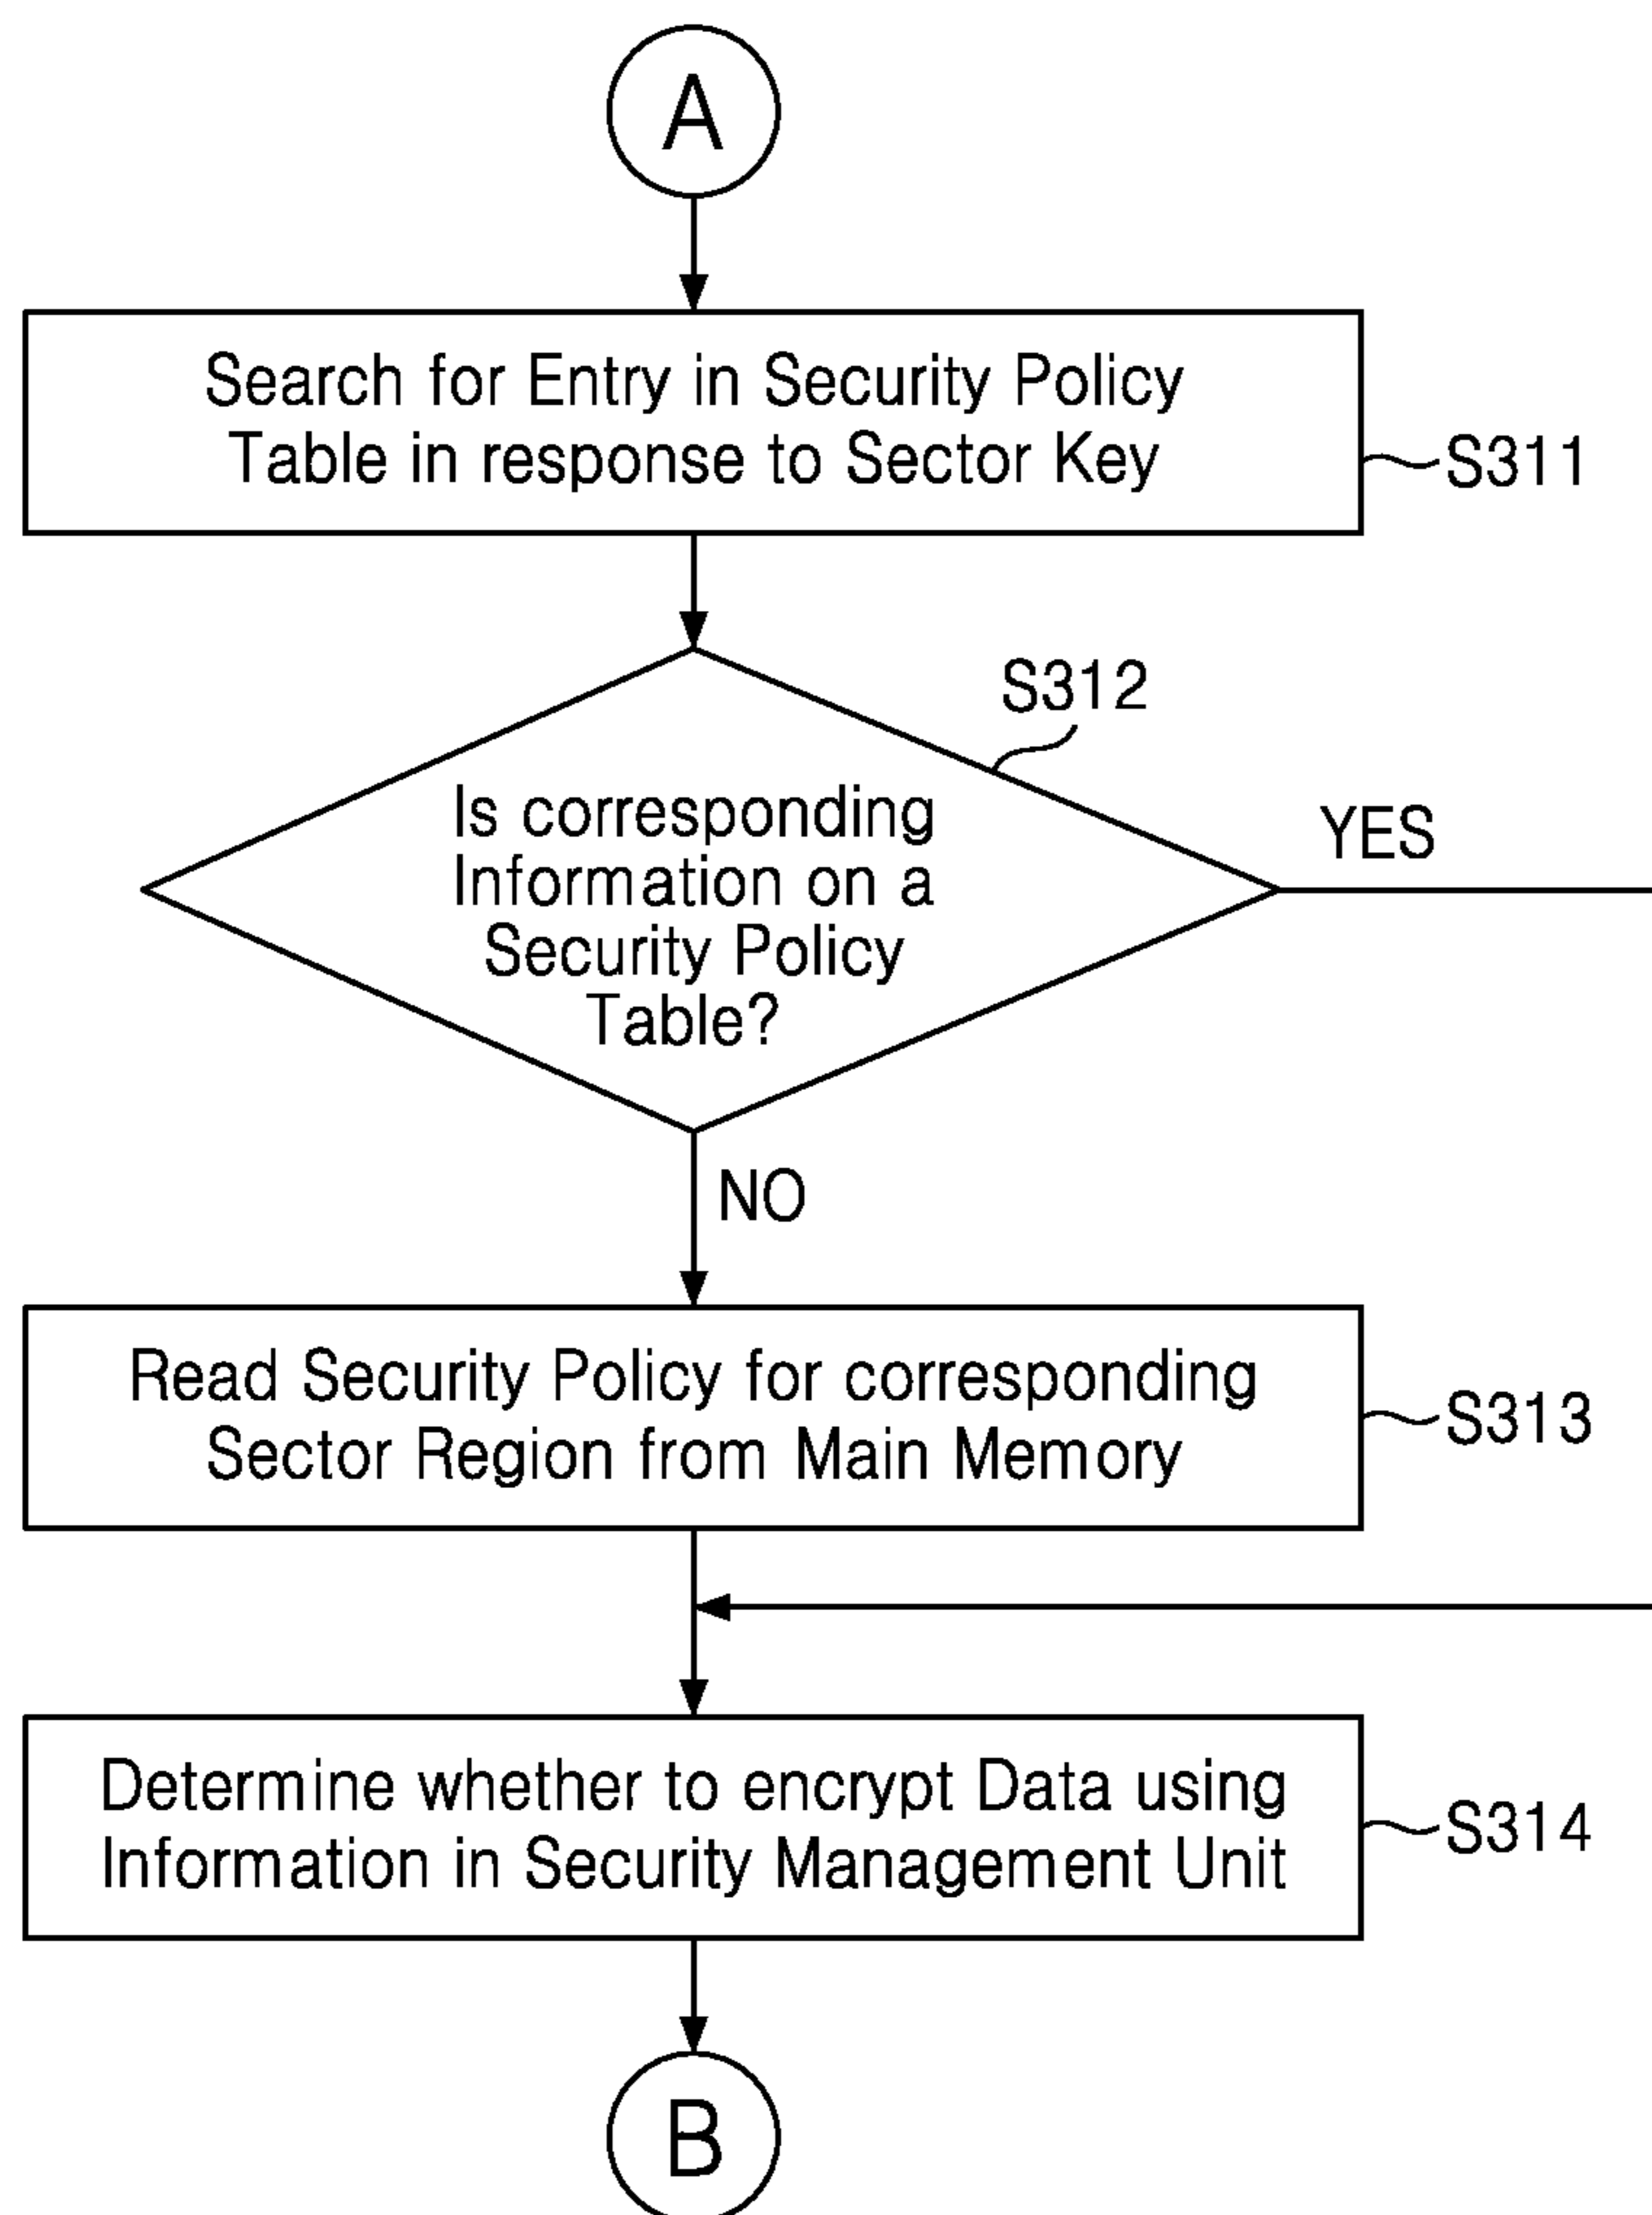 A
Search for Entry in Security Policy
Table in response to Sector Key
S311
S312
Is corresponding
Information on a
Security Policy
Table?
YES
NO
Read Security Policy for corresponding
Sector Region from Main Memory
S313
Determine whether to encrypt Data using
Information in Security Management Unit
S314
B